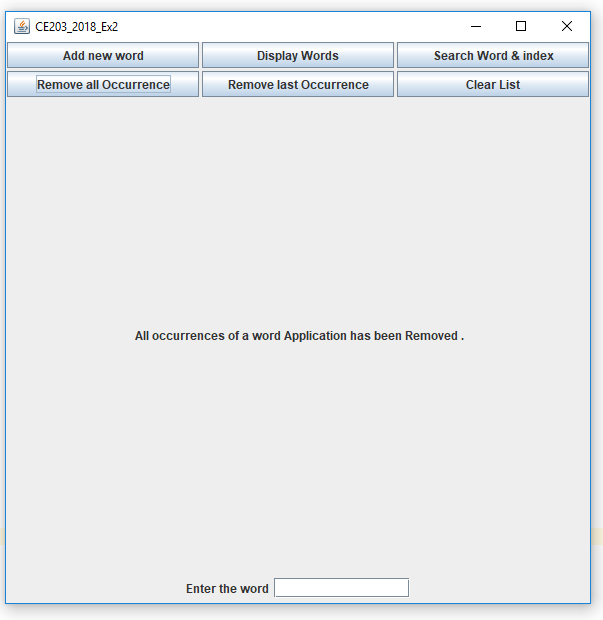 CE203_2018_Ex2
Add new word Display Words Search Word & index
Remove all Occurrence Remove last Occurrence Clear List
All occurrences of a word Application has been Removed .
Enter the word